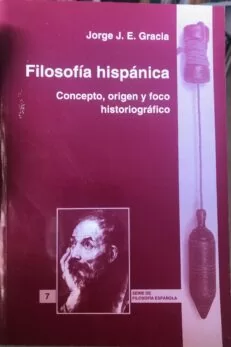 Jorge J. E. Gracia
Filosofía hispánica
Concepto, origen y foco
historiográfico
7
SERIE DE
FILOSOFÍA ESPAÑOLA